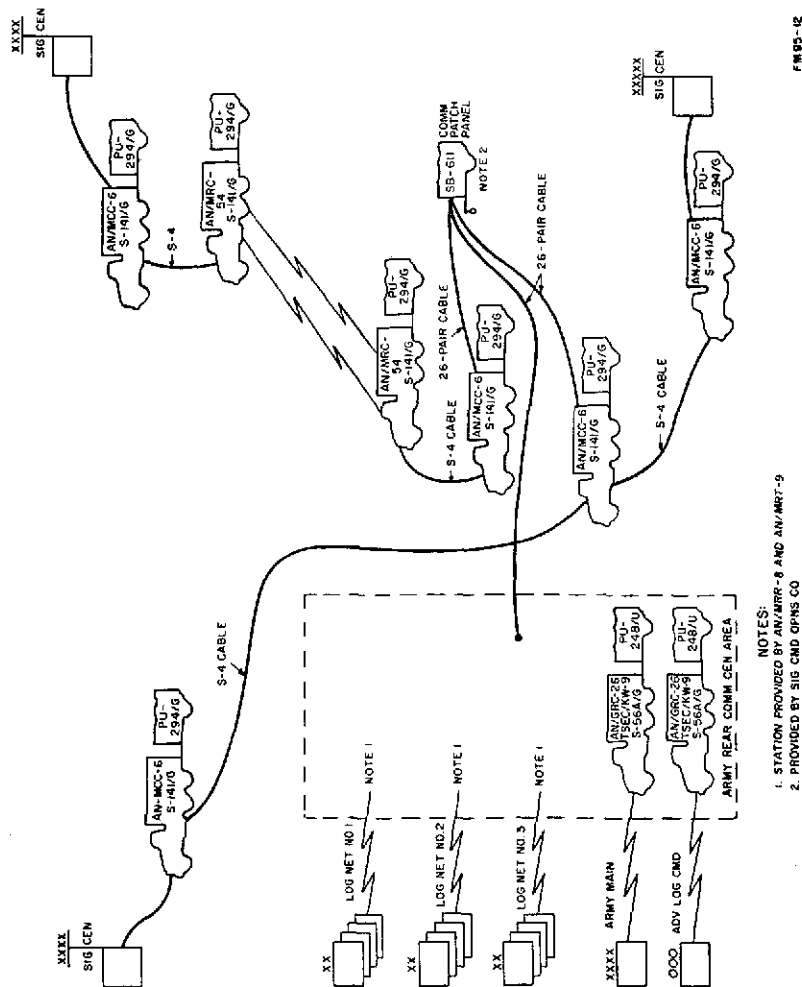 XXXX
SIG CEN
AN/MCC-6
S-141/G
PU-
294/G
S-4
AN/MRC-
54
S-141/G
PU-
294/G
AN/MRC-
54
S-141/G
PU-
294/G
S-4 CABLE
AN/MCC-6
S-141/G
PU-
294/G
26-PAIR CABLE
COMM
PATCH
PANEL
SB-611
NOTE 2
26-PAIR CABLE
XXXXX
SIG CEN
AN/MCC-6
S-141/G
PU-
294/G
S-4 CABLE
AN/MCC-6
S-141/G
PU-
294/G
S-4 CABLE
AN/MCC-6
S-141/G
PU-
294/G
XXXX
SIG CEN
XX
LOG NET NO. 1
NOTE 1
XX
LOG NET NO. 2
NOTE 1
XX
LOG NET NO. 3
NOTE 1
XXXX
ARMY MAIN
AN/GRC-26
TSEC/KW-9
S-56A/G
PU-
248/U
OOO
ADV LOG CMD
AN/GRC-26
TSEC/KW-9
S-56A/G
PU-
248/U
ARMY REAR COMM CEN AREA
NOTES:
1. STATION PROVIDED BY AN/MRR-8 AND AN/MRT-9
2. PROVIDED BY SIG CMD OPNS CO